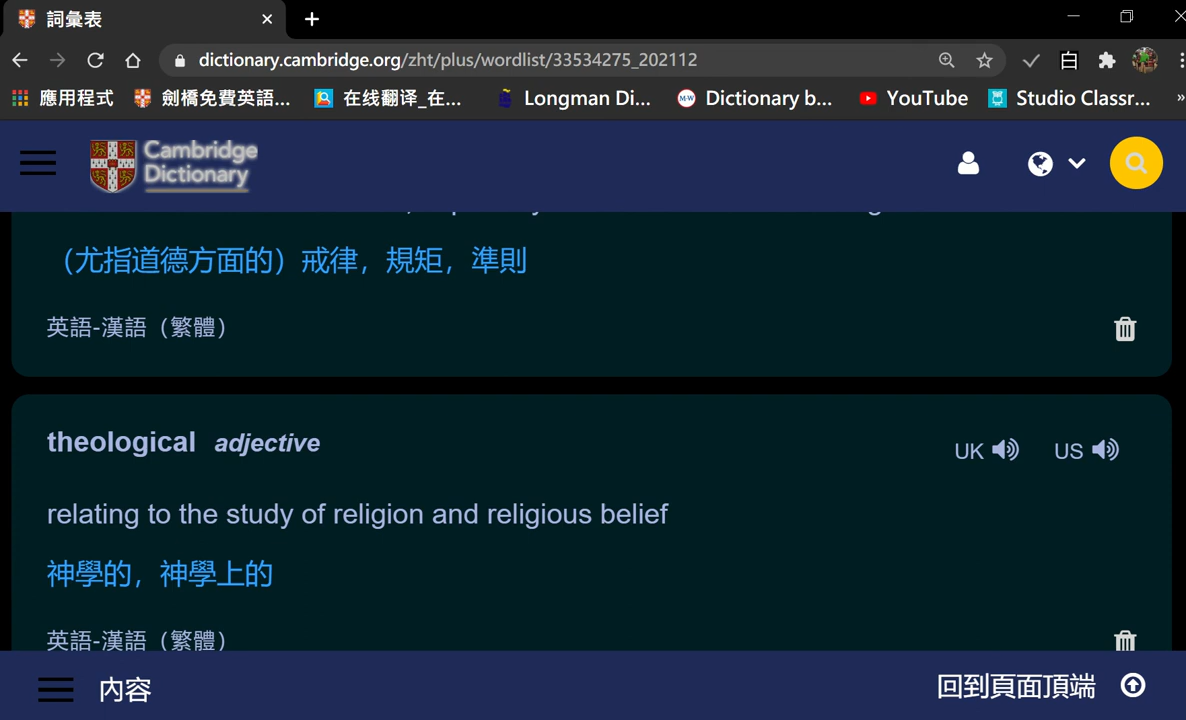 詞彙表
dictionary.cambridge.org/zht/plus/wordlist/33534275_202112
應用程式 劍橋免費英語... 在线翻译_在... Longman Di... M-W Dictionary b... YouTube Studio Classr... »
Cambridge
Dictionary
（尤指道德方面的）戒律，規矩，準則
英語-漢語（繁體）
theological adjective
UK US
relating to the study of religion and religious belief
神學的，神學上的
英語-漢語（繁體）
內容 回到頁面頂端